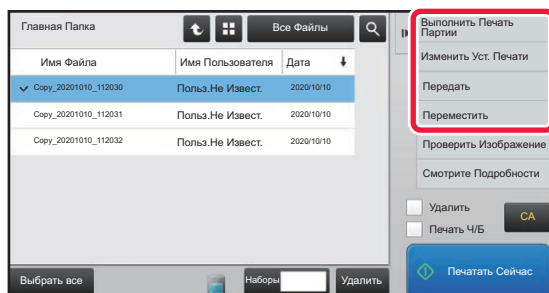 Главная Папка
Все Файлы
Имя Файла
Имя Пользователя
Дата
Copy_20201010_112030
Польз.Не Извест.
2020/10/10
Copy_20201010_112031
Польз.Не Извест.
2020/10/10
Copy_20201010_112032
Польз.Не Извест.
2020/10/10
Выбрать все
Наборы
Удалить
Выполнить Печать
Партии
Изменить Уст. Печати
Передать
Переместить
Проверить Изображение
Смотрите Подробности
Удалить
Печать Ч/Б
CA
Печатать Сейчас